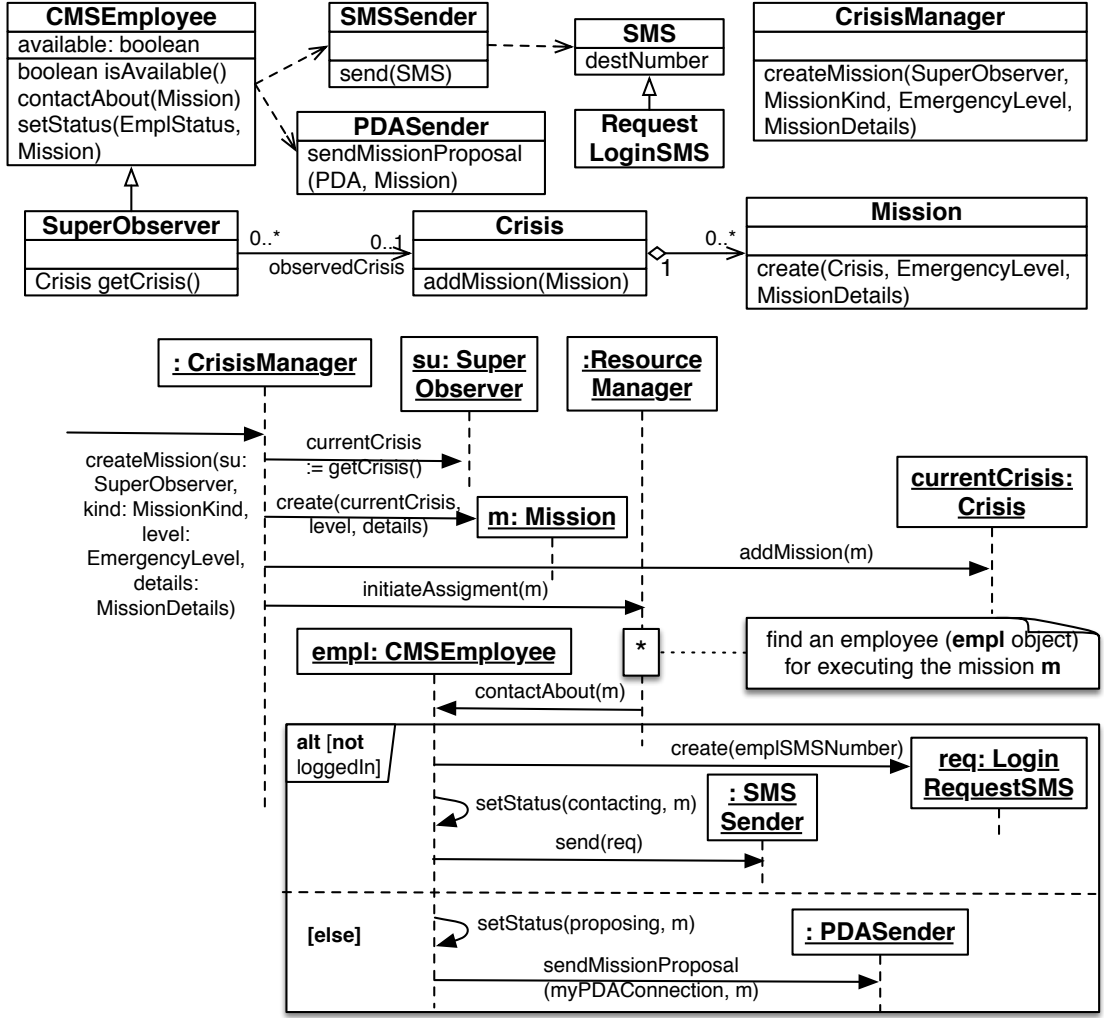 CMSEmployee
available: boolean
boolean isAvailable()
contactAbout(Mission)
setStatus(EmplStatus,
Mission)
SMSSender
send(SMS)
SMS
destNumber
CrisisManager
createMission(SuperObserver,
MissionKind, EmergencyLevel,
MissionDetails)
PDASender
sendMissionProposal
(PDA, Mission)
Request
LoginSMS
SuperObserver
Crisis getCrisis()
0..*
0..1
observedCrisis
Crisis
addMission(Mission)
1
0..*
Mission
create(Crisis, EmergencyLevel,
MissionDetails)
: CrisisManager
su: Super
Observer
:Resource
Manager
createMission(su:
SuperObserver,
kind: MissionKind,
level:
EmergencyLevel,
details:
MissionDetails)
currentCrisis
:= getCrisis()
create(currentCrisis,
level, details)
m: Mission
currentCrisis:
Crisis
addMission(m)
initiateAssigment(m)
empl: CMSEmployee
*
find an employee (empl object)
for executing the mission m
contactAbout(m)
alt [not
loggedIn]
create(emplSMSNumber)
req: Login
RequestSMS
setStatus(contacting, m)
: SMS
Sender
send(req)
[else]
setStatus(proposing, m)
: PDASender
sendMissionProposal
(myPDAConnection, m)